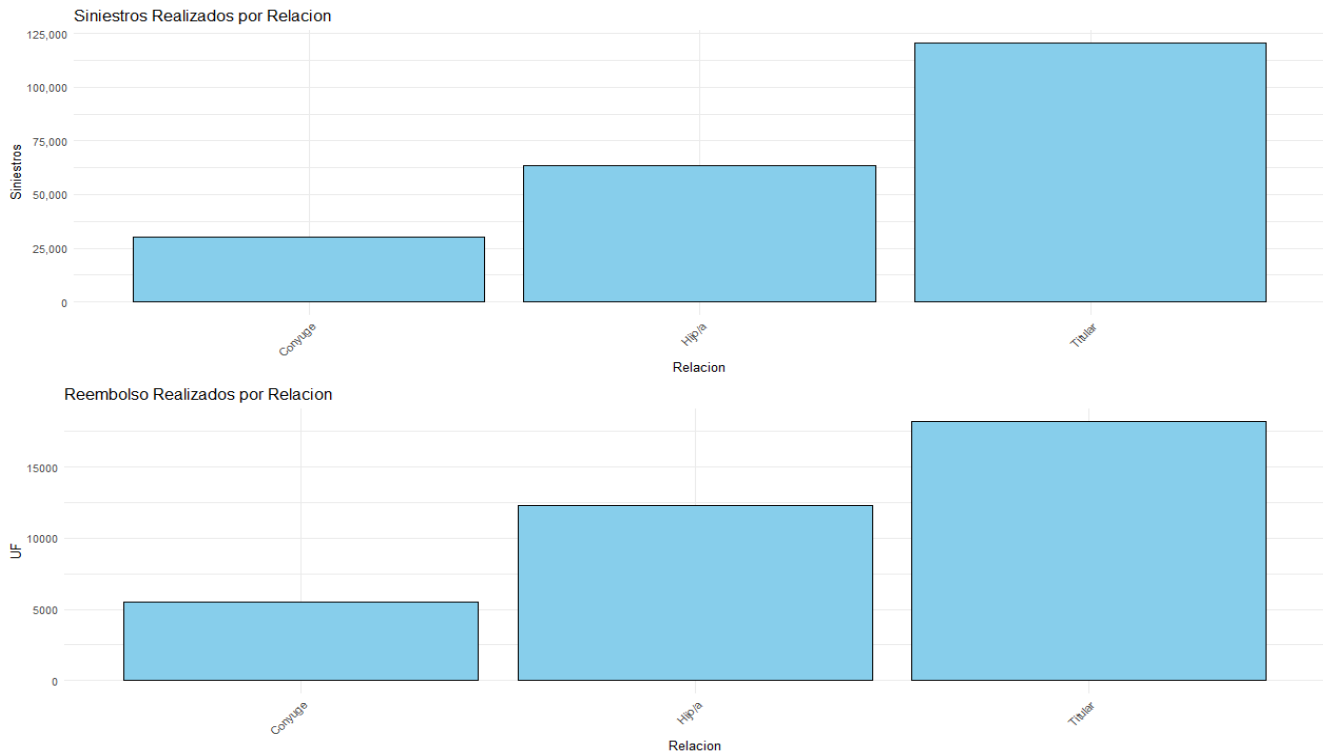 Siniestros Realizados por Relacion
125,000
100,000
75,000
50,000
25,000
0
Siniestros
Conyuge
Hijo/a
Titular
Relacion
Reembolso Realizados por Relacion
15000
10000
5000
0
UF
Conyuge
Hijo/a
Titular
Relacion